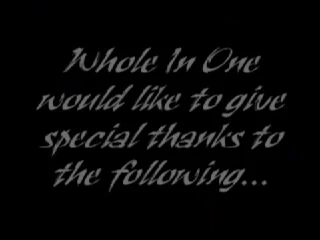 Whole In One
would like to give
special thanks to
the following...